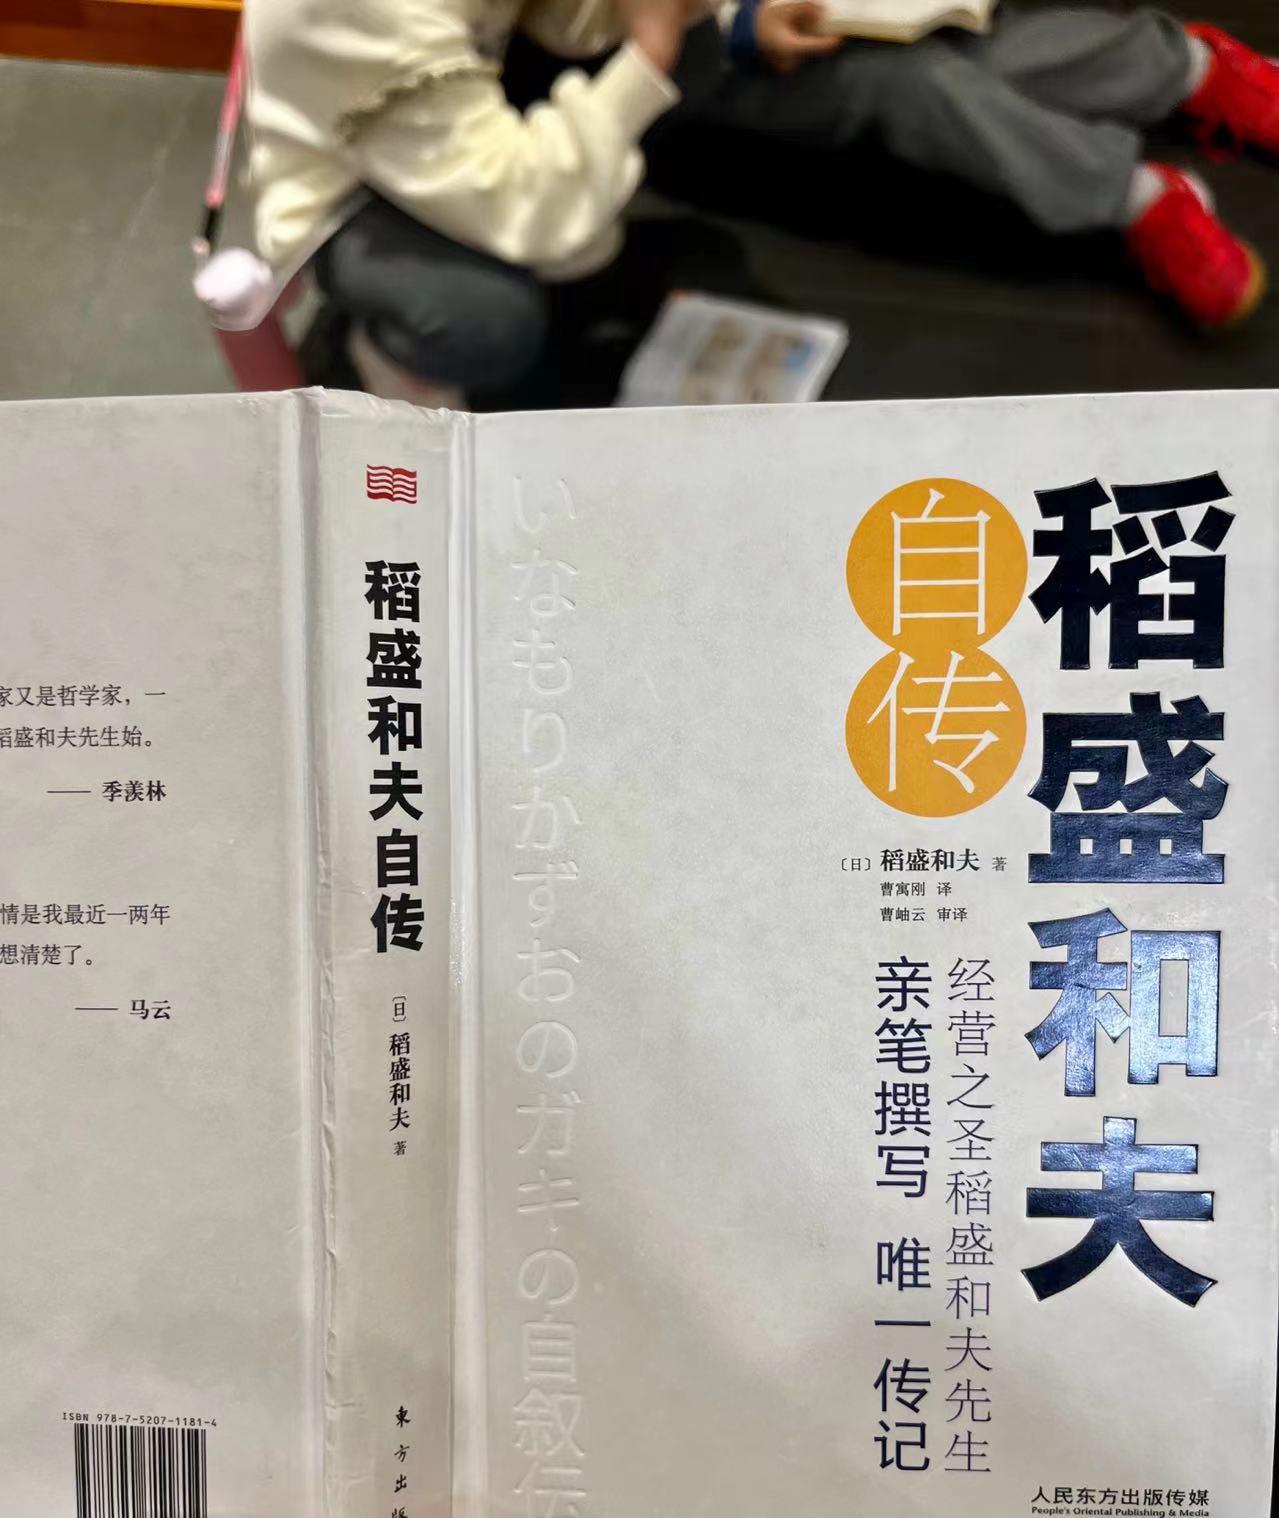 稻盛和夫
自传
〔日〕稻盛和夫 著
曹寓刚 译
曹岫云 审译
经营之圣稻盛和夫先生
亲笔撰写 唯一传记
人民东方出版传媒
People's Oriental Publishing & Media
いなもりかずおのガキの自叙伝
稻盛和夫自传
〔日〕稻盛和夫 著
東方出版
家又是哲学家，一
稻盛和夫先生始。
—— 季羡林
情是我最近一两年
想清楚了。
—— 马云
ISBN 978-7-5207-1181-4